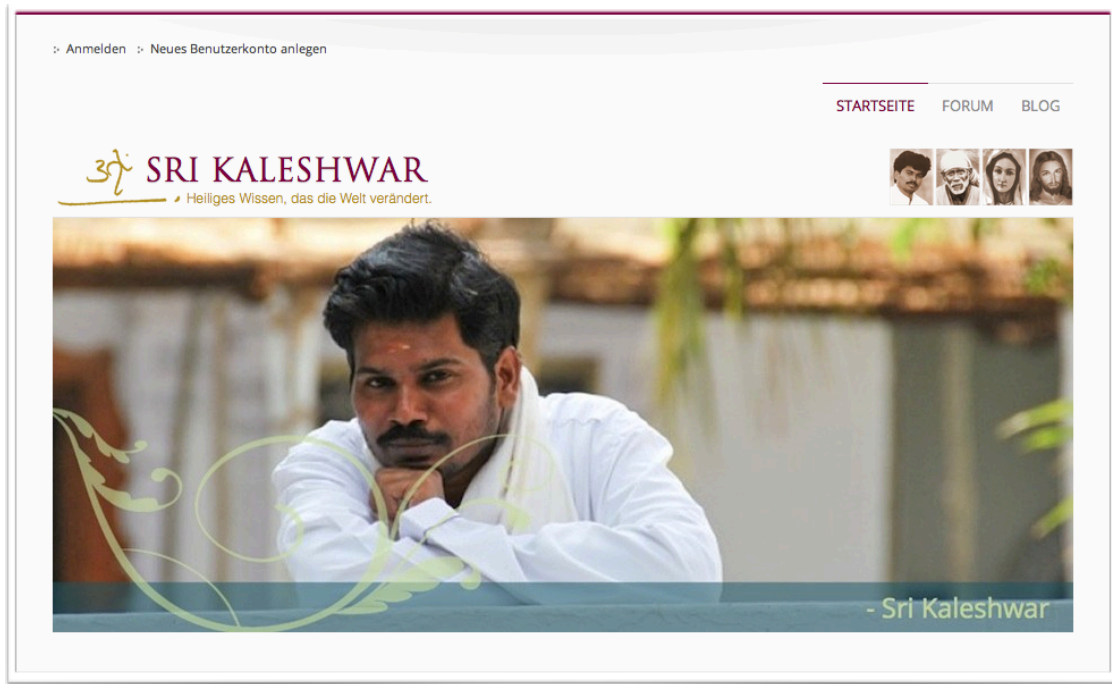 :· Anmelden :· Neues Benutzerkonto anlegen
STARTSEITE FORUM BLOG
SRI KALESHWAR
Heiliges Wissen, das die Welt verändert.
- Sri Kaleshwar